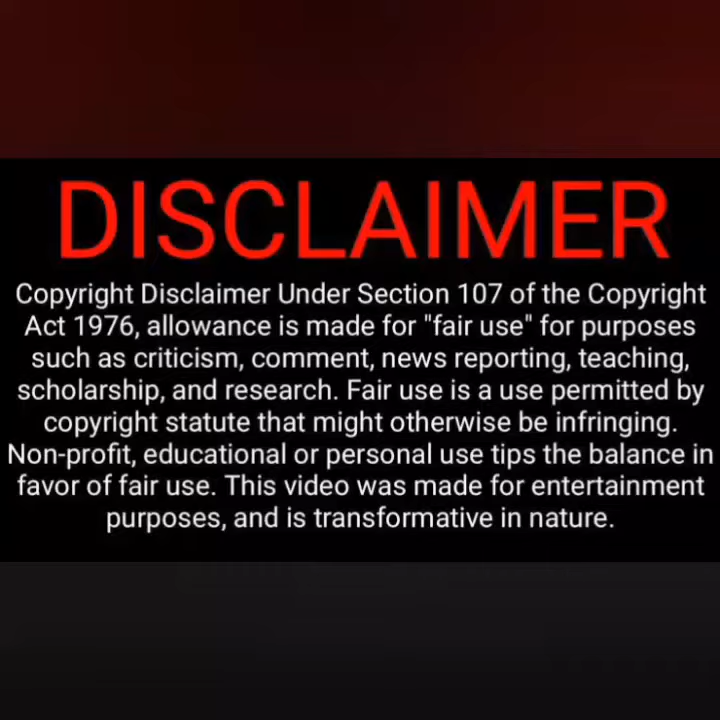 DISCLAIMER
Copyright Disclaimer Under Section 107 of the Copyright
Act 1976, allowance is made for "fair use" for purposes
such as criticism, comment, news reporting, teaching,
scholarship, and research. Fair use is a use permitted by
copyright statute that might otherwise be infringing.
Non-profit, educational or personal use tips the balance in
favor of fair use. This video was made for entertainment
purposes, and is transformative in nature.